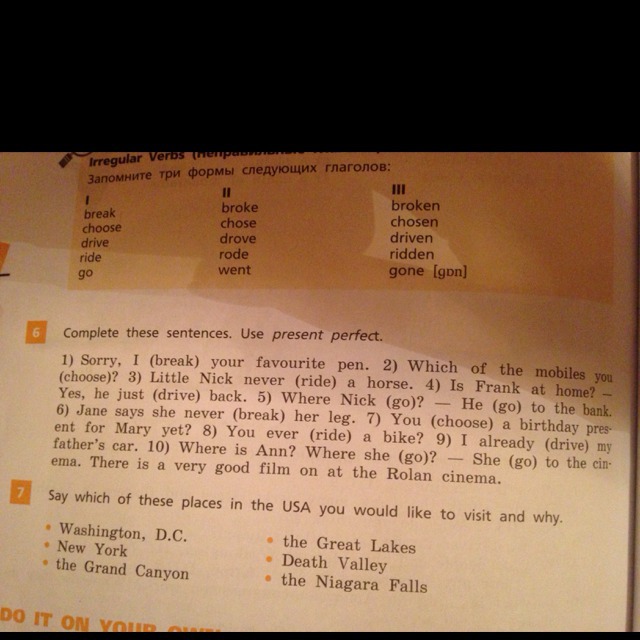 Irregular Verbs
Запомните три формы следующих глаголов:
I II III
break broke broken
choose chose chosen
drive drove driven
ride rode ridden
go went gone [gɒn]
6 Complete these sentences. Use present perfect.
1) Sorry, I (break) your favourite pen. 2) Which of the mobiles you
(choose)? 3) Little Nick never (ride) a horse. 4) Is Frank at home? —
Yes, he just (drive) back. 5) Where Nick (go)? — He (go) to the bank.
6) Jane says she never (break) her leg. 7) You (choose) a birthday pres-
ent for Mary yet? 8) You ever (ride) a bike? 9) I already (drive) my
father's car. 10) Where is Ann? Where she (go)? — She (go) to the cin-
ema. There is a very good film on at the Rolan cinema.
7 Say which of these places in the USA you would like to visit and why.
• Washington, D.C.
• New York
• the Grand Canyon
• the Great Lakes
• Death Valley
• the Niagara Falls
DO IT ON YOUR OWN